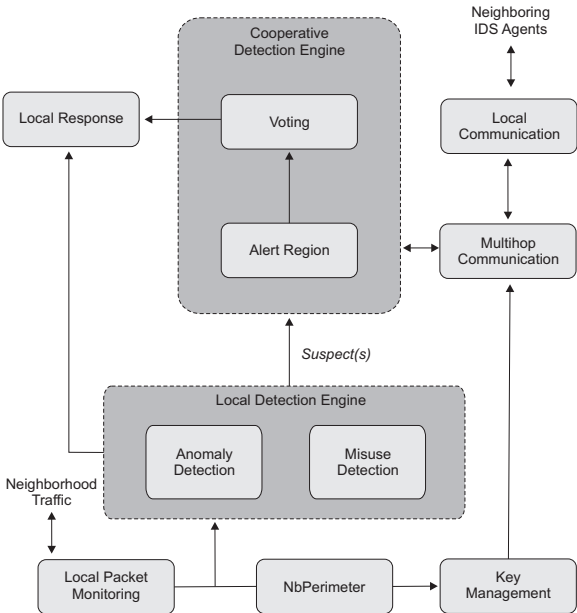 Neighboring
IDS Agents
Cooperative
Detection Engine
Local Response
Voting
Local
Communication
Alert Region
Multihop
Communication
Suspect(s)
Local Detection Engine
Anomaly
Detection
Misuse
Detection
Neighborhood
Traffic
Local Packet
Monitoring
NbPerimeter
Key
Management